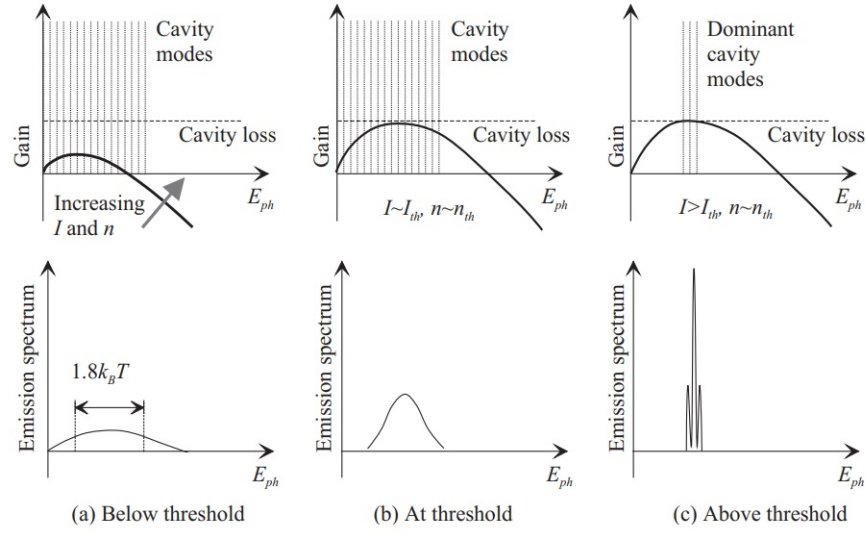 Cavity
modes
Cavity loss
Gain
E_ph
Increasing
I and n
Cavity
modes
Cavity loss
Gain
E_ph
I~I_th, n~n_th
Dominant
cavity
modes
Cavity loss
Gain
E_ph
I>I_th, n~n_th
Emission spectrum
1.8k_BT
E_ph
(a) Below threshold
Emission spectrum
E_ph
(b) At threshold
Emission spectrum
E_ph
(c) Above threshold